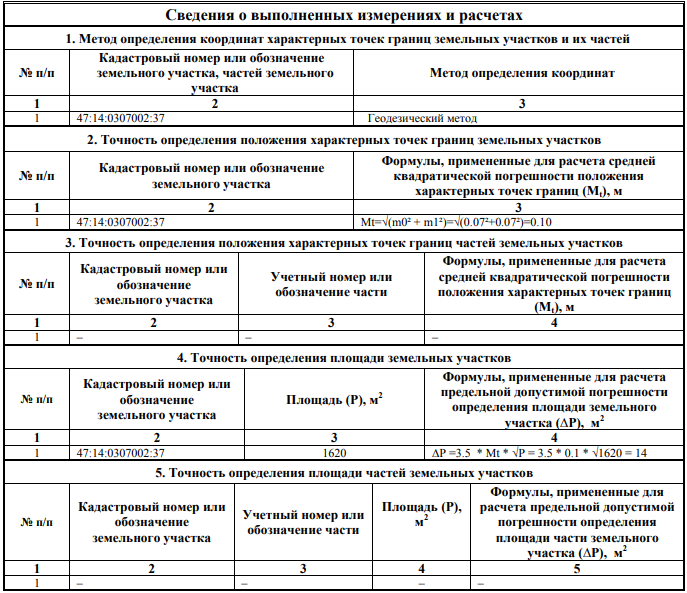 Сведения о выполненных измерениях и расчетах
1. Метод определения координат характерных точек границ земельных участков и их частей
№ п/п
Кадастровый номер или обозначение
земельного участка, частей земельного
участка
Метод определения координат
1 2 3
1 47:14:0307002:37 Геодезический метод
2. Точность определения положения характерных точек границ земельных участков
№ п/п
Кадастровый номер или обозначение
земельного участка
Формулы, примененные для расчета средней
квадратической погрешности положения
характерных точек границ (Mt), м
1 2 3
1 47:14:0307002:37 Mt=√(m0² + m1²)=√(0.07²+0.07²)=0.10
3. Точность определения положения характерных точек границ частей земельных участков
№ п/п
Кадастровый номер или
обозначение
земельного участка
Учетный номер или
обозначение части
Формулы, примененные для расчета
средней квадратической погрешности
положения характерных точек границ
(Mt), м
1 2 3 4
1 – – –
4. Точность определения площади земельных участков
№ п/п
Кадастровый номер или
обозначение
земельного участка
Площадь (P), м²
Формулы, примененные для расчета
предельной допустимой погрешности
определения площади земельного
участка (ΔP), м²
1 2 3 4
1 47:14:0307002:37 1620 ΔP =3.5 * Mt * √P = 3.5 * 0.1 * √1620 = 14
5. Точность определения площади частей земельных участков
№ п/п
Кадастровый номер или
обозначение
земельного участка
Учетный номер или
обозначение части
Площадь (P),
м²
Формулы, примененные для
расчета предельной допустимой
погрешности определения
площади части земельного
участка (ΔP), м²
1 2 3 4 5
1 – – – –